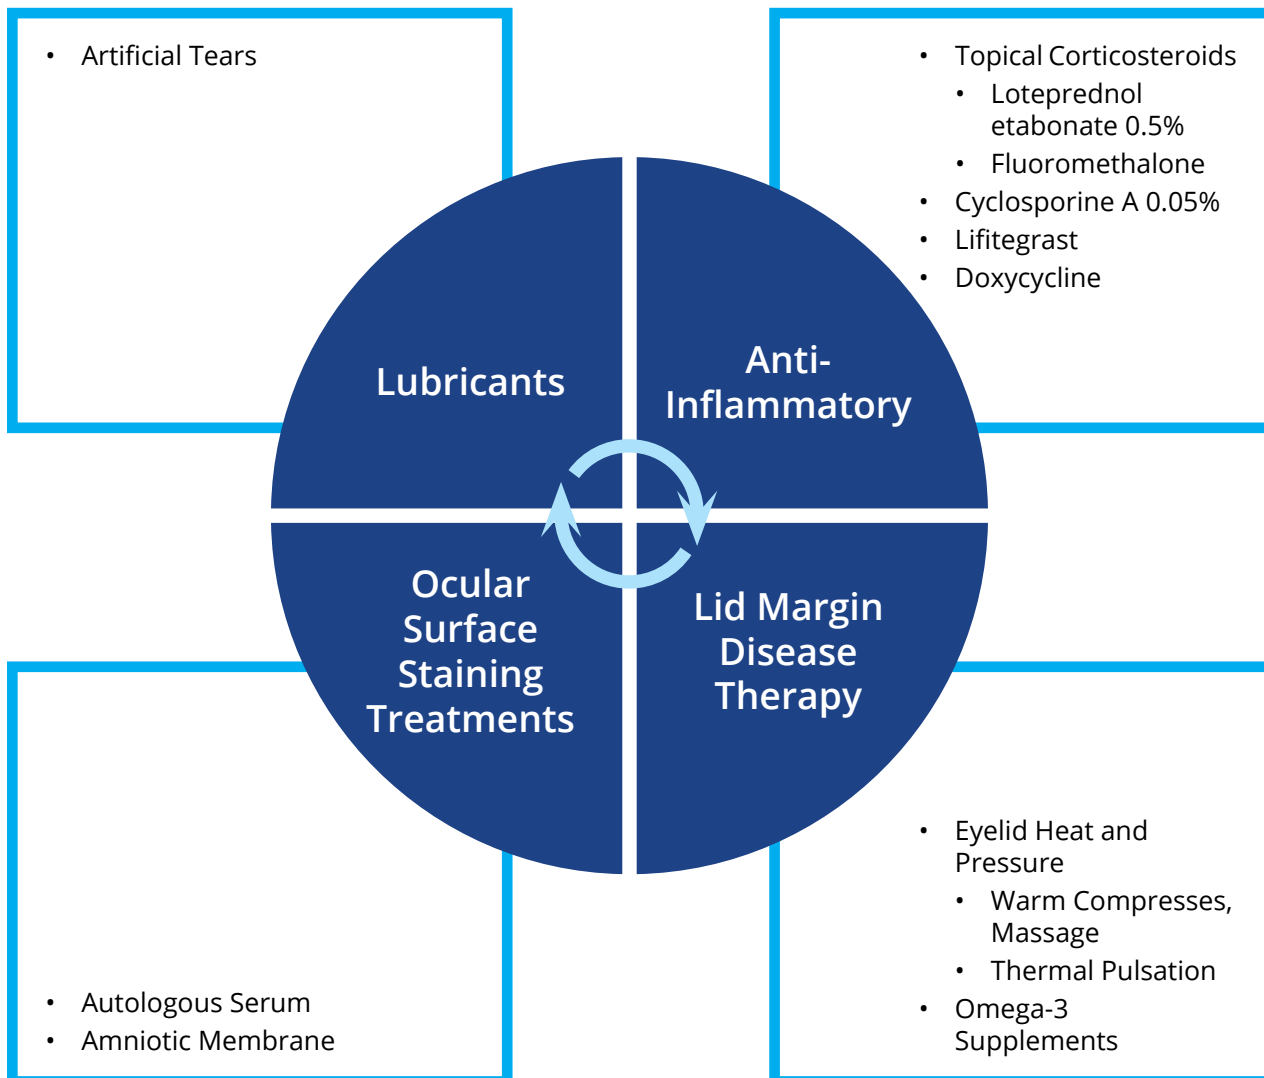 • Artificial Tears
• Topical Corticosteroids
• Loteprednol
etabonate 0.5%
• Fluoromethalone
• Cyclosporine A 0.05%
• Lifitegrast
• Doxycycline
Lubricants
Anti-
Inflammatory
Ocular
Surface
Staining
Treatments
Lid Margin
Disease
Therapy
• Autologous Serum
• Amniotic Membrane
• Eyelid Heat and
Pressure
• Warm Compresses,
Massage
• Thermal Pulsation
• Omega-3
Supplements